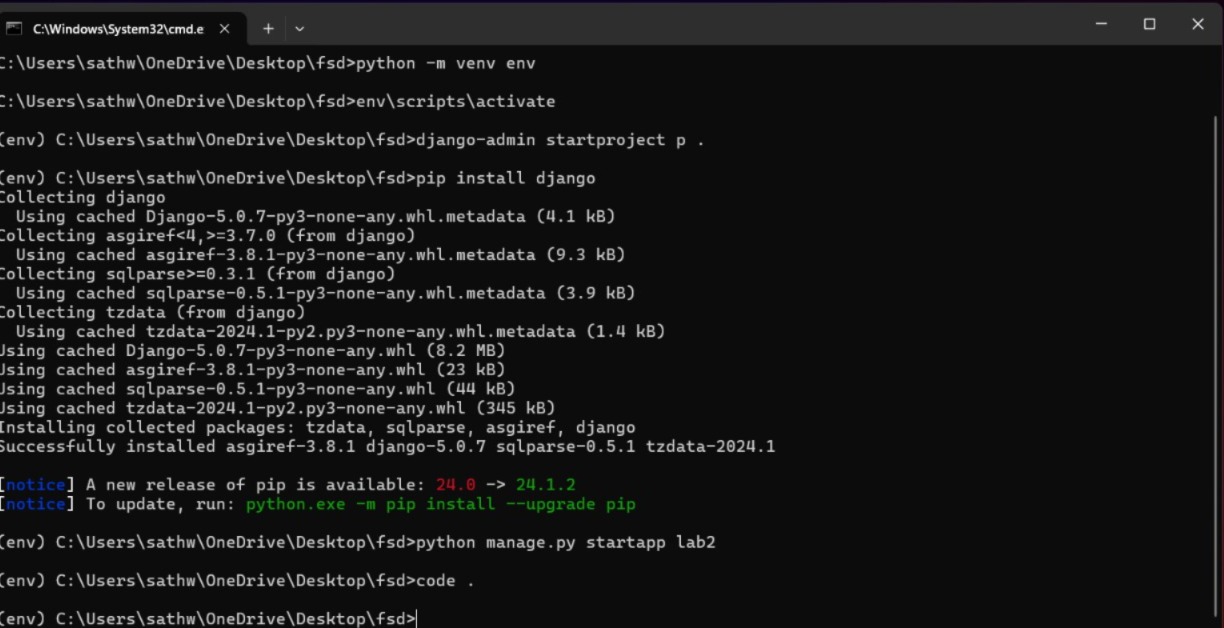 C:\Windows\System32\cmd.e
C:\Users\sathw\OneDrive\Desktop\fsd>python -m venv env
C:\Users\sathw\OneDrive\Desktop\fsd>env\scripts\activate
(env) C:\Users\sathw\OneDrive\Desktop\fsd>django-admin startproject p .
(env) C:\Users\sathw\OneDrive\Desktop\fsd>pip install django
Collecting django
  Using cached Django-5.0.7-py3-none-any.whl.metadata (4.1 kB)
Collecting asgiref<4,>=3.7.0 (from django)
  Using cached asgiref-3.8.1-py3-none-any.whl.metadata (9.3 kB)
Collecting sqlparse>=0.3.1 (from django)
  Using cached sqlparse-0.5.1-py3-none-any.whl.metadata (3.9 kB)
Collecting tzdata (from django)
  Using cached tzdata-2024.1-py2.py3-none-any.whl.metadata (1.4 kB)
Using cached Django-5.0.7-py3-none-any.whl (8.2 MB)
Using cached asgiref-3.8.1-py3-none-any.whl (23 kB)
Using cached sqlparse-0.5.1-py3-none-any.whl (44 kB)
Using cached tzdata-2024.1-py2.py3-none-any.whl (345 kB)
Installing collected packages: tzdata, sqlparse, asgiref, django
Successfully installed asgiref-3.8.1 django-5.0.7 sqlparse-0.5.1 tzdata-2024.1
[notice] A new release of pip is available: 24.0 -> 24.1.2
[notice] To update, run: python.exe -m pip install --upgrade pip
(env) C:\Users\sathw\OneDrive\Desktop\fsd>python manage.py startapp lab2
(env) C:\Users\sathw\OneDrive\Desktop\fsd>code .
(env) C:\Users\sathw\OneDrive\Desktop\fsd>